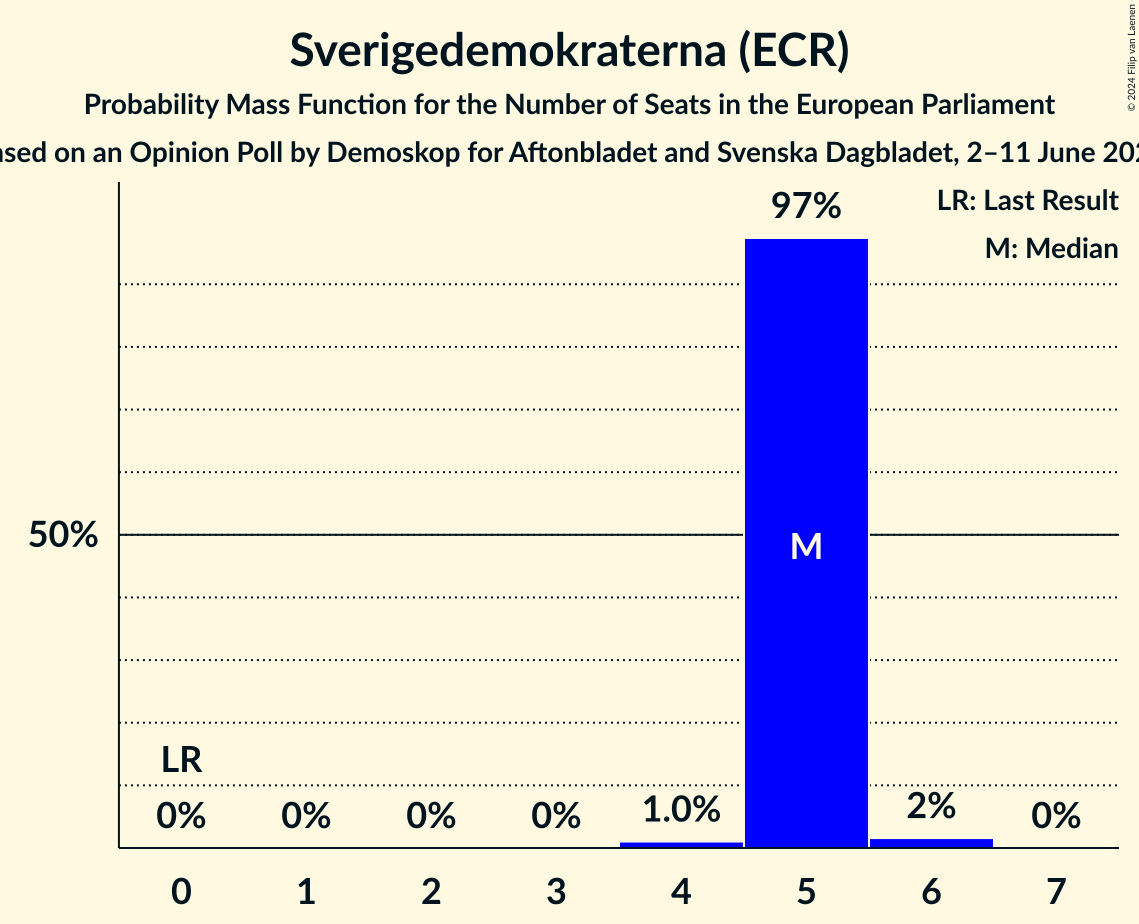 Sverigedemokraterna (ECR)
Probability Mass Function for the Number of Seats in the European Parliament
on an Opinion Poll by Demoskop for Aftonbladet and Svenska Dagbladet, 2–11 June
© 2024 Filip van Laenen
LR: Last Result
M: Median
97%
50%
M
LR
0% 0% 0% 0% 1.0% 2% 0%
0 1 2 3 4 5 6 7